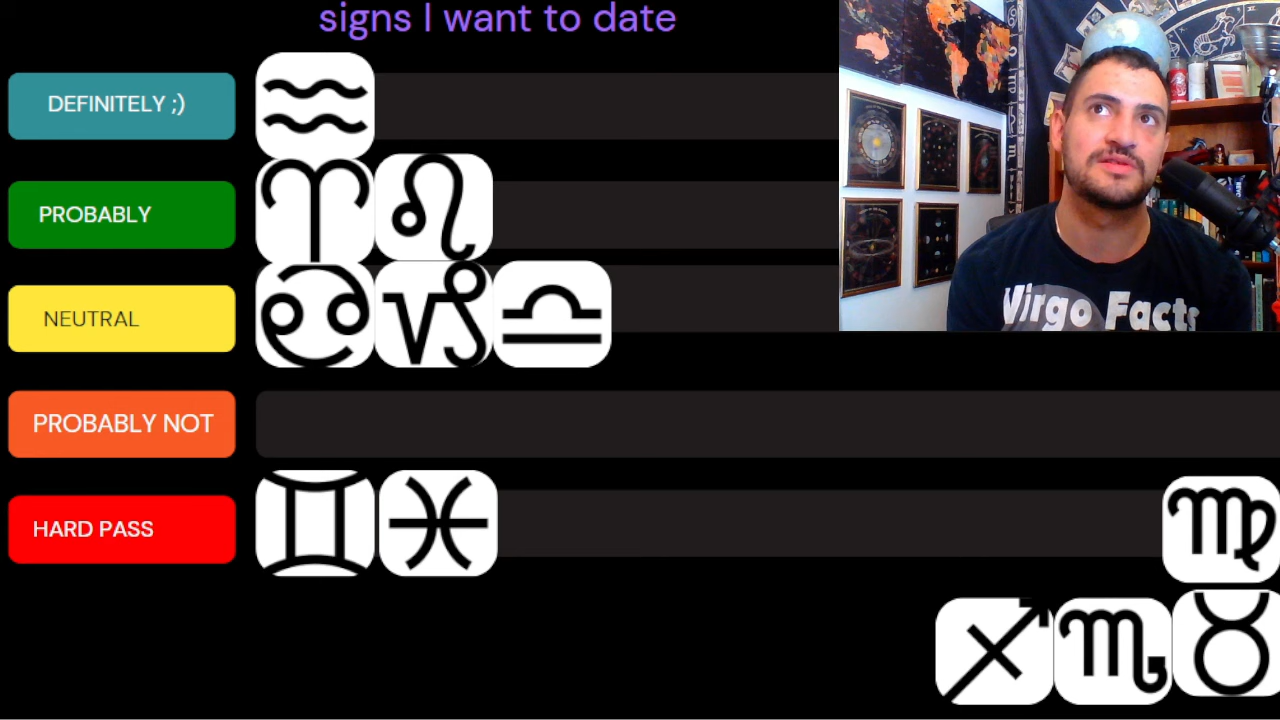 signs I want to date
DEFINITELY ;)
PROBABLY
NEUTRAL
PROBABLY NOT
HARD PASS
Virgo Facts